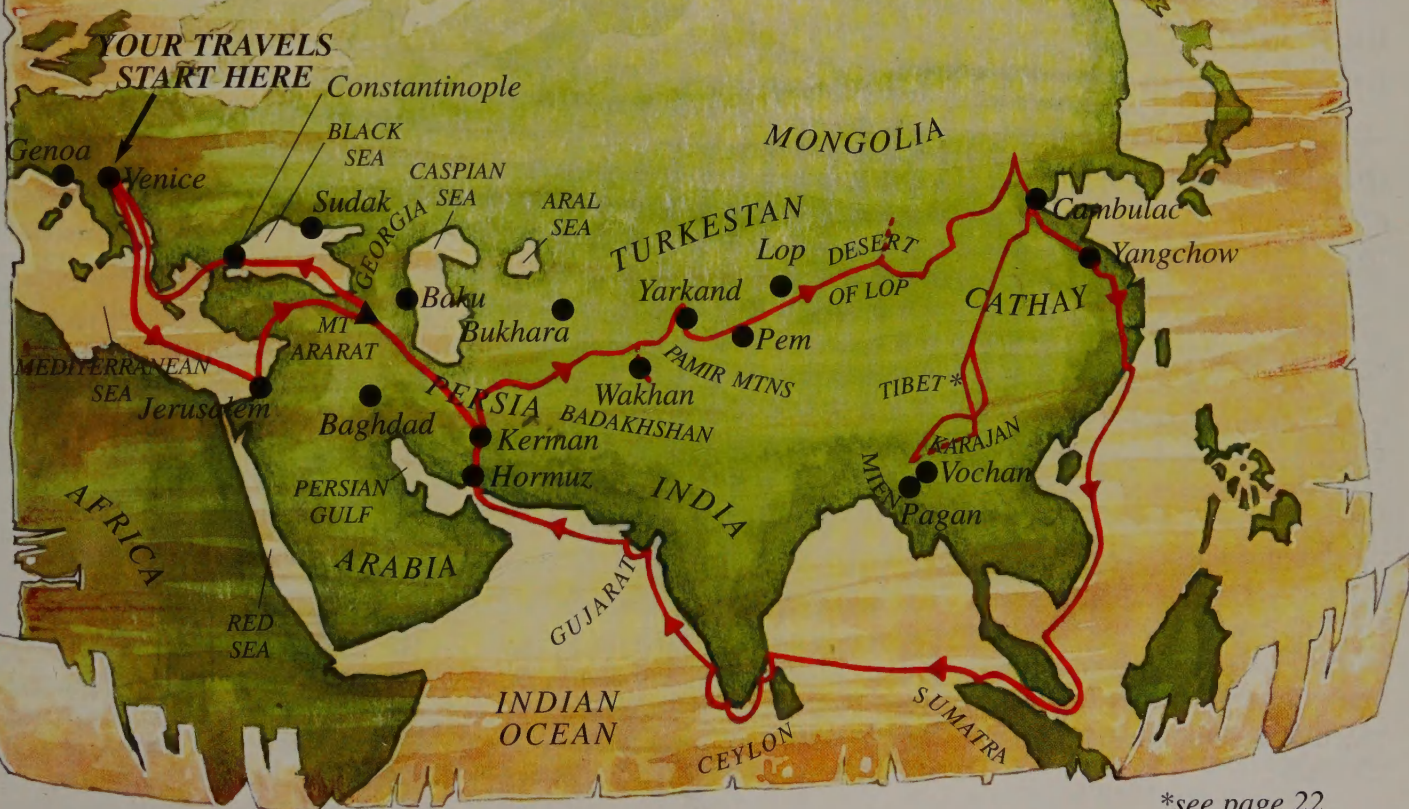 YOUR TRAVELS
START HERE
Constantinople
BLACK
SEA
Genoa
Venice
Sudak
GEORGIA
CASPIAN
SEA
ARAL
SEA
MONGOLIA
TURKESTAN
Lop
DESERT
OF LOP
Cambulac
Yangchow
CATHAY
Baku
Bukhara
Yarkand
Pem
MT
ARARAT
PAMIR MTNS
Wakhan
TIBET*
MEDITERRANEAN
SEA
Jerusalem
Baghdad
PERSIA
BADAKHSHAN
Kerman
Hormuz
KARAJAN
Vochan
MIEN
Pagan
PERSIAN
GULF
INDIA
AFRICA
ARABIA
GUJARAT
RED
SEA
INDIAN
OCEAN
CEYLON
SUMATRA
*see page 22